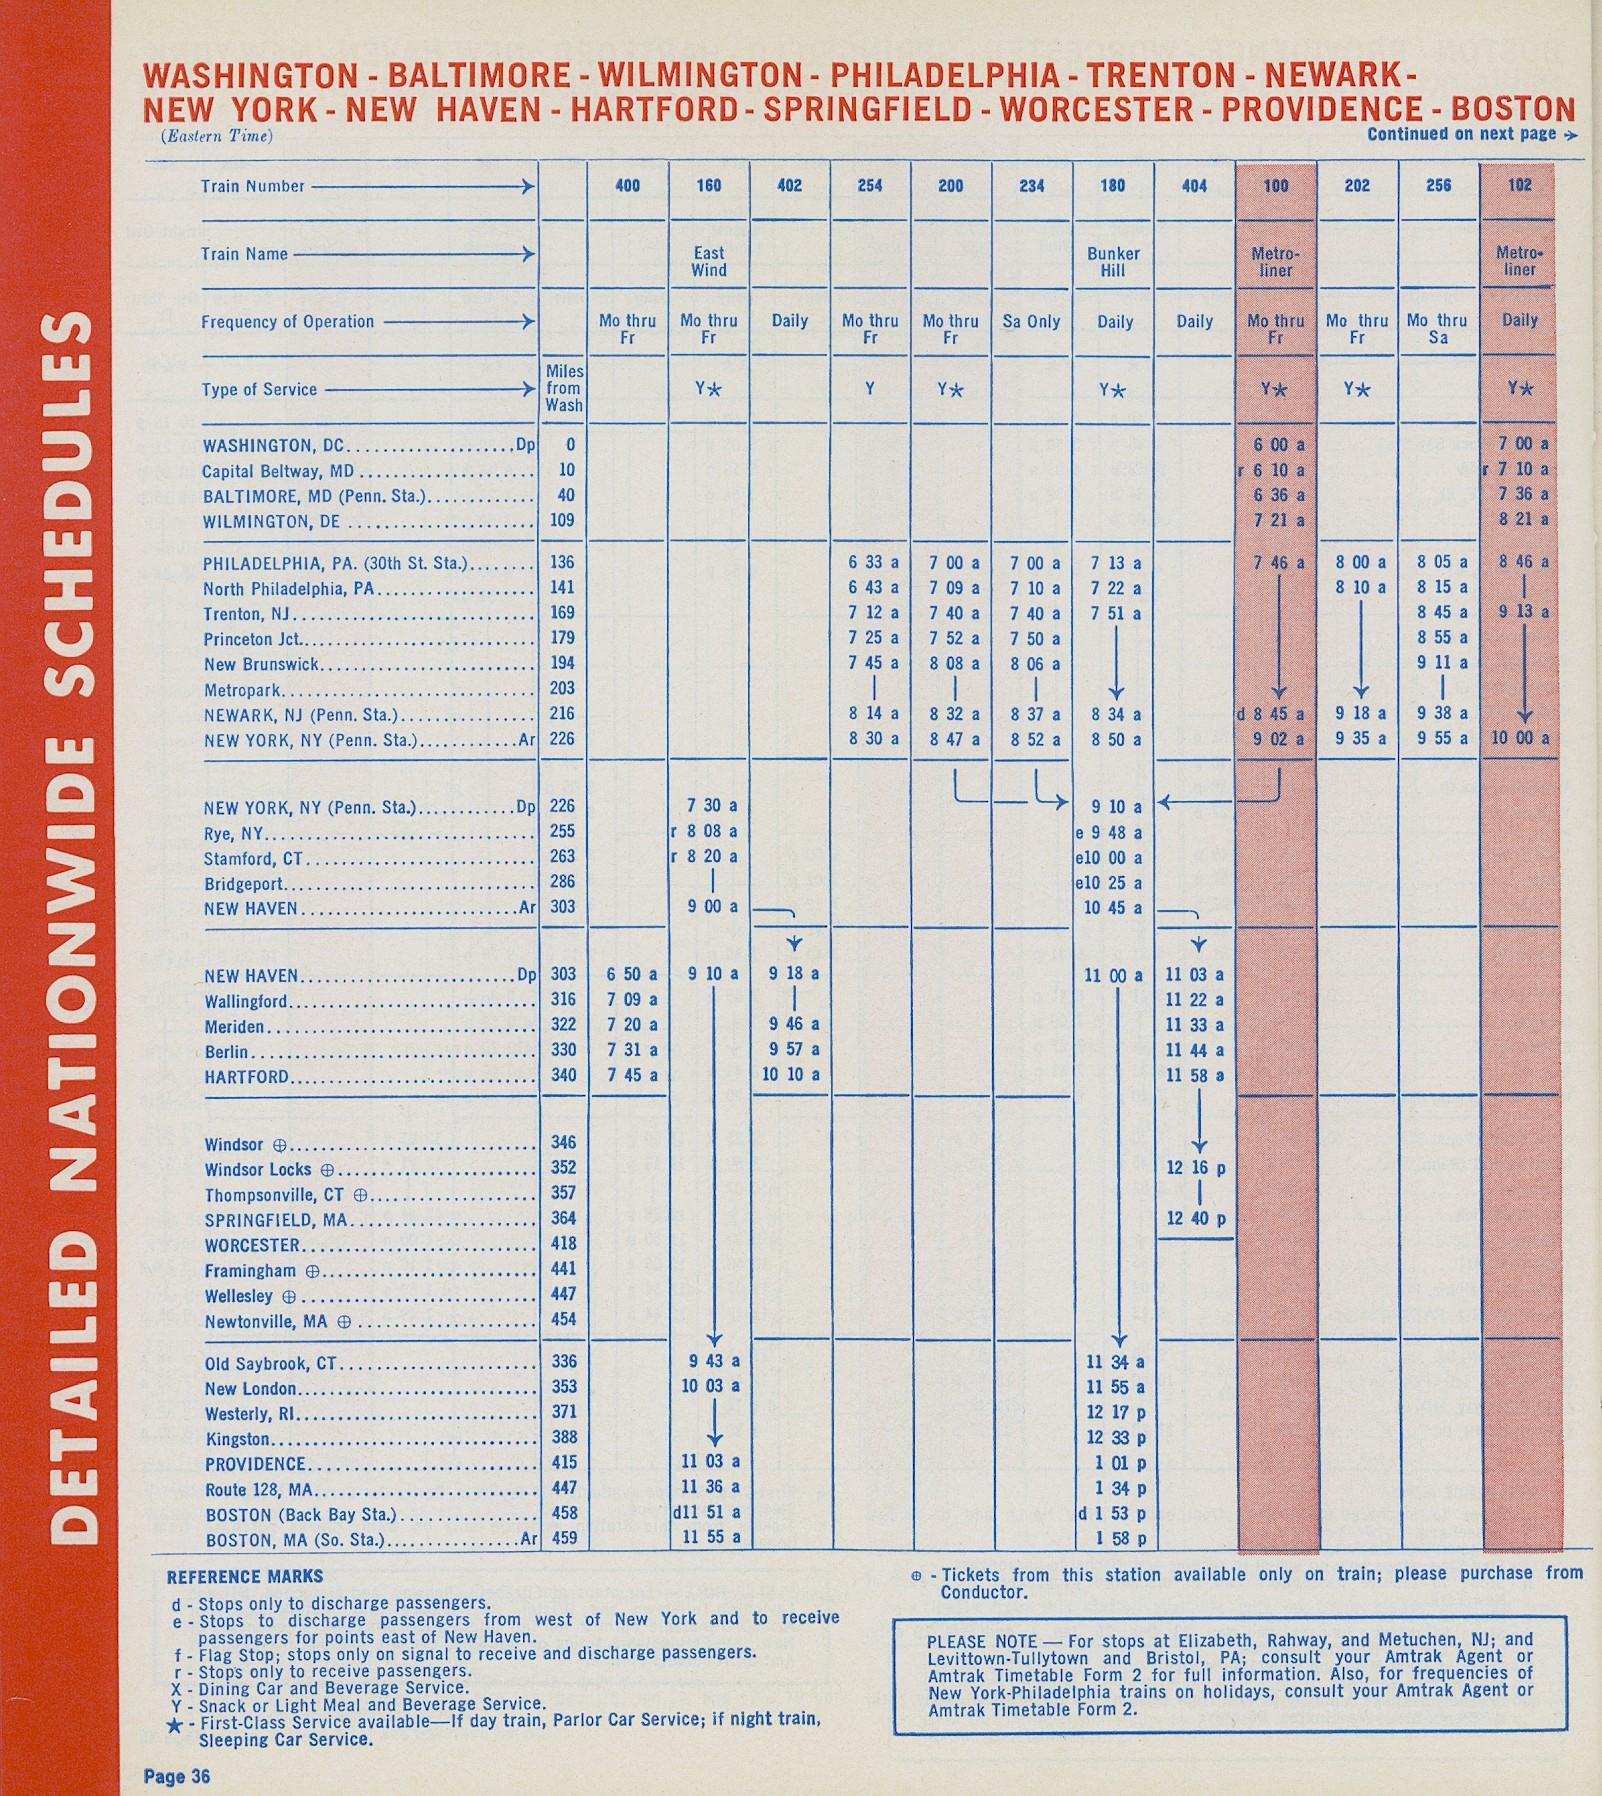 DETAILED NATIONWIDE SCHEDULES
WASHINGTON - BALTIMORE - WILMINGTON - PHILADELPHIA - TRENTON - NEWARK -
NEW YORK - NEW HAVEN - HARTFORD - SPRINGFIELD - WORCESTER - PROVIDENCE - BOSTON
(Eastern Time) Continued on next page
Train Number 400 160 402 254 200 234 180 404 100 202 256 102
Train Name East Wind Bunker Hill Metro-liner Metro-liner
Frequency of Operation Mo thru Fr Mo thru Fr Daily Mo thru Fr Mo thru Fr Sa Only Daily Daily Mo thru Fr Mo thru Fr Mo thru Sa Daily
Type of Service Miles from Wash Y★ Y Y★ Y★ Y★ Y★ Y★
WASHINGTON, DC Dp 0 6 00 a 7 00 a
Capital Beltway, MD 10 r 6 10 a r 7 10 a
BALTIMORE, MD (Penn. Sta.) 40 6 36 a 7 36 a
WILMINGTON, DE 109 7 21 a 8 21 a
PHILADELPHIA, PA. (30th St. Sta.) 136 6 33 a 7 00 a 7 00 a 7 13 a 7 46 a 8 00 a 8 05 a 8 46 a
North Philadelphia, PA 141 6 43 a 7 09 a 7 10 a 7 22 a 8 10 a 8 15 a
Trenton, NJ 169 7 12 a 7 40 a 7 40 a 7 51 a 8 45 a 9 13 a
Princeton Jct. 179 7 25 a 7 52 a 7 50 a 8 55 a
New Brunswick 194 7 45 a 8 08 a 8 06 a 9 11 a
Metropark 203
NEWARK, NJ (Penn. Sta.) 216 8 14 a 8 32 a 8 37 a 8 34 a d 8 45 a 9 18 a 9 38 a
NEW YORK, NY (Penn. Sta.) Ar 226 8 30 a 8 47 a 8 52 a 8 50 a 9 02 a 9 35 a 9 55 a 10 00 a
NEW YORK, NY (Penn. Sta.) Dp 226 7 30 a 9 10 a
Rye, NY 255 r 8 08 a e 9 48 a
Stamford, CT 263 r 8 20 a e10 00 a
Bridgeport 286 e10 25 a
NEW HAVEN Ar 303 9 00 a 10 45 a
NEW HAVEN Dp 303 6 50 a 9 10 a 9 18 a 11 00 a 11 03 a
Wallingford 316 7 09 a 11 22 a
Meriden 322 7 20 a 9 46 a 11 33 a
Berlin 330 7 31 a 9 57 a 11 44 a
HARTFORD 340 7 45 a 10 10 a 11 58 a
Windsor ⊕ 346
Windsor Locks ⊕ 352 12 16 p
Thompsonville, CT ⊕ 357
SPRINGFIELD, MA 364 12 40 p
WORCESTER 418
Framingham ⊕ 441
Wellesley ⊕ 447
Newtonville, MA ⊕ 454
Old Saybrook, CT 336 9 43 a 11 34 a
New London 353 10 03 a 11 55 a
Westerly, RI 371 12 17 p
Kingston 388 12 33 p
PROVIDENCE 415 11 03 a 1 01 p
Route 128, MA 447 11 36 a 1 34 p
BOSTON (Back Bay Sta.) 458 d11 51 a d 1 53 p
BOSTON, MA (So. Sta.) Ar 459 11 55 a 1 58 p
REFERENCE MARKS
d - Stops only to discharge passengers.
e - Stops to discharge passengers from west of New York and to receive
passengers for points east of New Haven.
f - Flag Stop; stops only on signal to receive and discharge passengers.
r - Stops only to receive passengers.
X - Dining Car and Beverage Service.
Y - Snack or Light Meal and Beverage Service.
★ - First-Class Service available—If day train, Parlor Car Service; if night train,
Sleeping Car Service.
⊕ - Tickets from this station available only on train; please purchase from
Conductor.
PLEASE NOTE — For stops at Elizabeth, Rahway, and Metuchen, NJ; and
Levittown-Tullytown and Bristol, PA; consult your Amtrak Agent or
Amtrak Timetable Form 2 for full information. Also, for frequencies of
New York-Philadelphia trains on holidays, consult your Amtrak Agent or
Amtrak Timetable Form 2.
Page 36